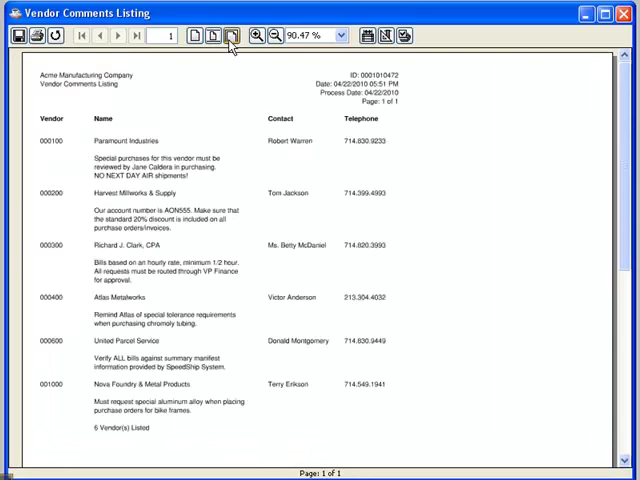 Vendor Comments Listing
1
90.47 %
Acme Manufacturing Company
Vendor Comments Listing
ID: 0001010472
Date: 04/22/2010 05:51 PM
Process Date: 04/22/2010
Page: 1 of 1
Vendor Name Contact Telephone
000100 Paramount Industries Robert Warren 714.830.9233
Special purchases for this vendor must be
reviewed by Jane Caldera in purchasing.
NO NEXT DAY AIR shipments!
000200 Harvest Millworks & Supply Tom Jackson 714.399.4993
Our account number is AON555. Make sure that
the standard 20% discount is included on all
purchase orders/invoices.
000300 Richard J. Clark, CPA Ms. Betty McDaniel 714.820.3993
Bills based on an hourly rate, minimum 1/2 hour.
All requests must be routed through VP Finance
for approval.
000400 Atlas Metalworks Victor Anderson 213.304.4032
Remind Atlas of special tolerance requirements
when purchasing chromoly tubing.
000600 United Parcel Service Donald Montgomery 714.830.9449
Verify ALL bills against summary manifest
information provided by SpeedShip System.
001000 Nova Foundry & Metal Products Terry Erikson 714.549.1941
Must request special aluminum alloy when placing
purchase orders for bike frames.
6 Vendor(s) Listed
Page: 1 of 1